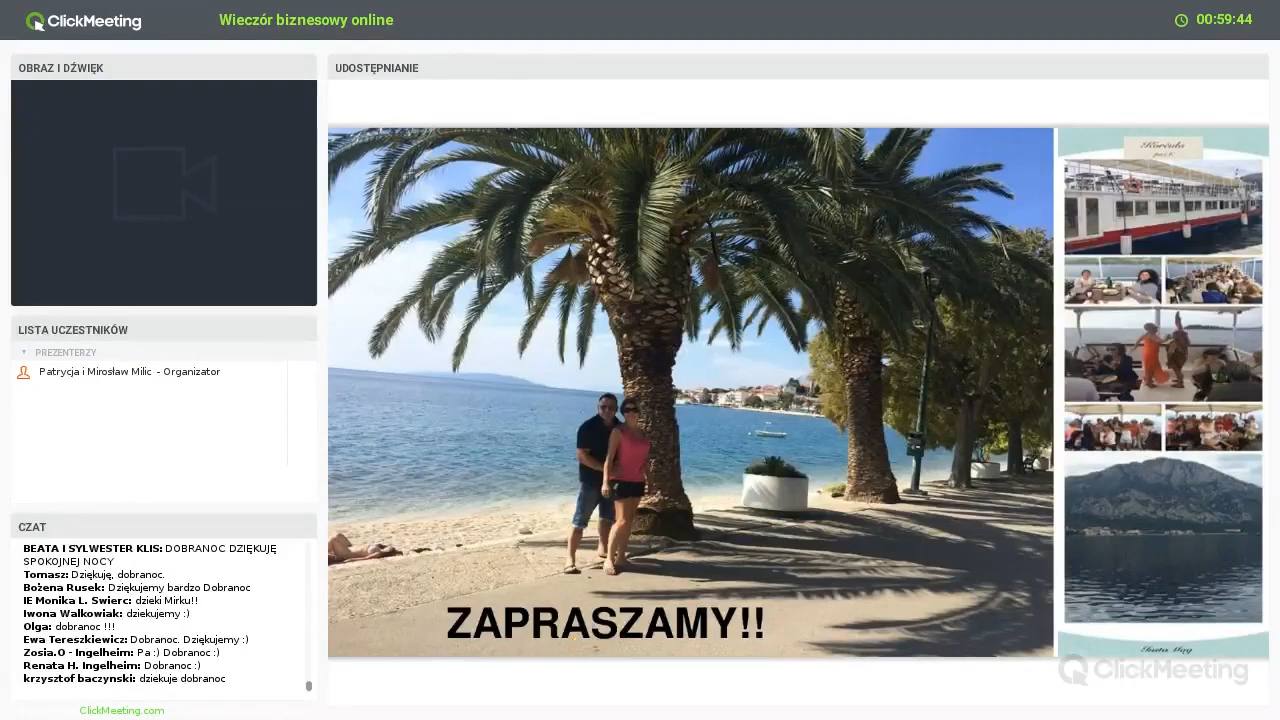 ClickMeeting
Wieczór biznesowy online
00:59:44
OBRAZ I DŹWIĘK
UDOSTĘPNIANIE
LISTA UCZESTNIKÓW
PREZENTERZY
Patrycja i Mirosław Milic - Organizator
CZAT
BEATA I SYLWESTER KLIS: DOBRANOC DZIĘKUJĘ
SPOKOJNEJ NOCY
Tomasz: Dziękuję, dobranoc.
Bożena Rusek: Dziękujemy bardzo Dobranoc
IE Monika L. Swierc: dzieki Mirku!!
Iwona Walkowiak: dziekujemy :)
Olga: dobranoc !!!
Ewa Tereszkiewicz: Dobranoc. Dziękujemy :)
Zosia.O - Ingelheim: Pa :) Dobranoc :)
Renata H. Ingelheim: Dobranoc :)
krzysztof baczynski: dziekuje dobranoc
ClickMeeting.com
Korčula
ZAPRASZAMY!!
ClickMeeting